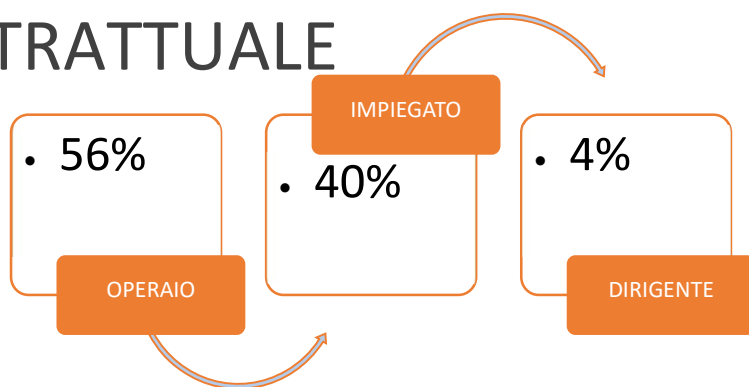 TRATTUALE
• 56%
OPERAIO
IMPIEGATO
• 40%
• 4%
DIRIGENTE